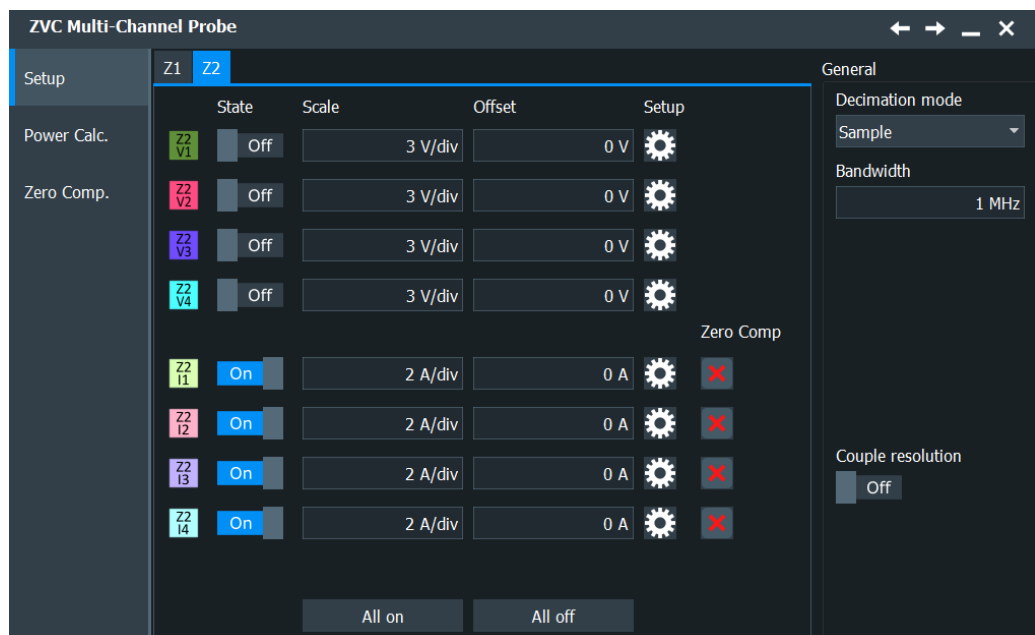 ZVC Multi-Channel Probe
Setup
Power Calc.
Zero Comp.
Z1 Z2
State Scale Offset Setup
Z2 V1 Off 3 V/div 0 V
Z2 V2 Off 3 V/div 0 V
Z2 V3 Off 3 V/div 0 V
Z2 V4 Off 3 V/div 0 V
Zero Comp
Z2 I1 On 2 A/div 0 A
Z2 I2 On 2 A/div 0 A
Z2 I3 On 2 A/div 0 A
Z2 I4 On 2 A/div 0 A
All on All off
General
Decimation mode
Sample
Bandwidth
1 MHz
Couple resolution
Off